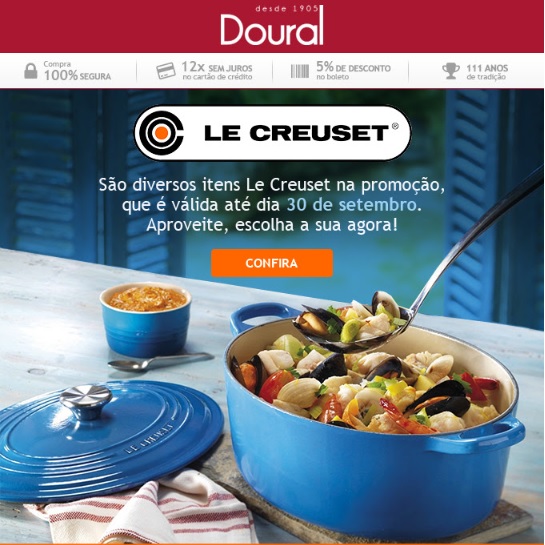 desde 1905
Doural
Compra
100% SEGURA
12x SEM JUROS
no cartão de crédito
5% DE DESCONTO
no boleto
111 ANOS
de tradição
LE CREUSET®
São diversos itens Le Creuset na promoção,
que é válida até dia 30 de setembro.
Aproveite, escolha a sua agora!
CONFIRA
LE CREUSET